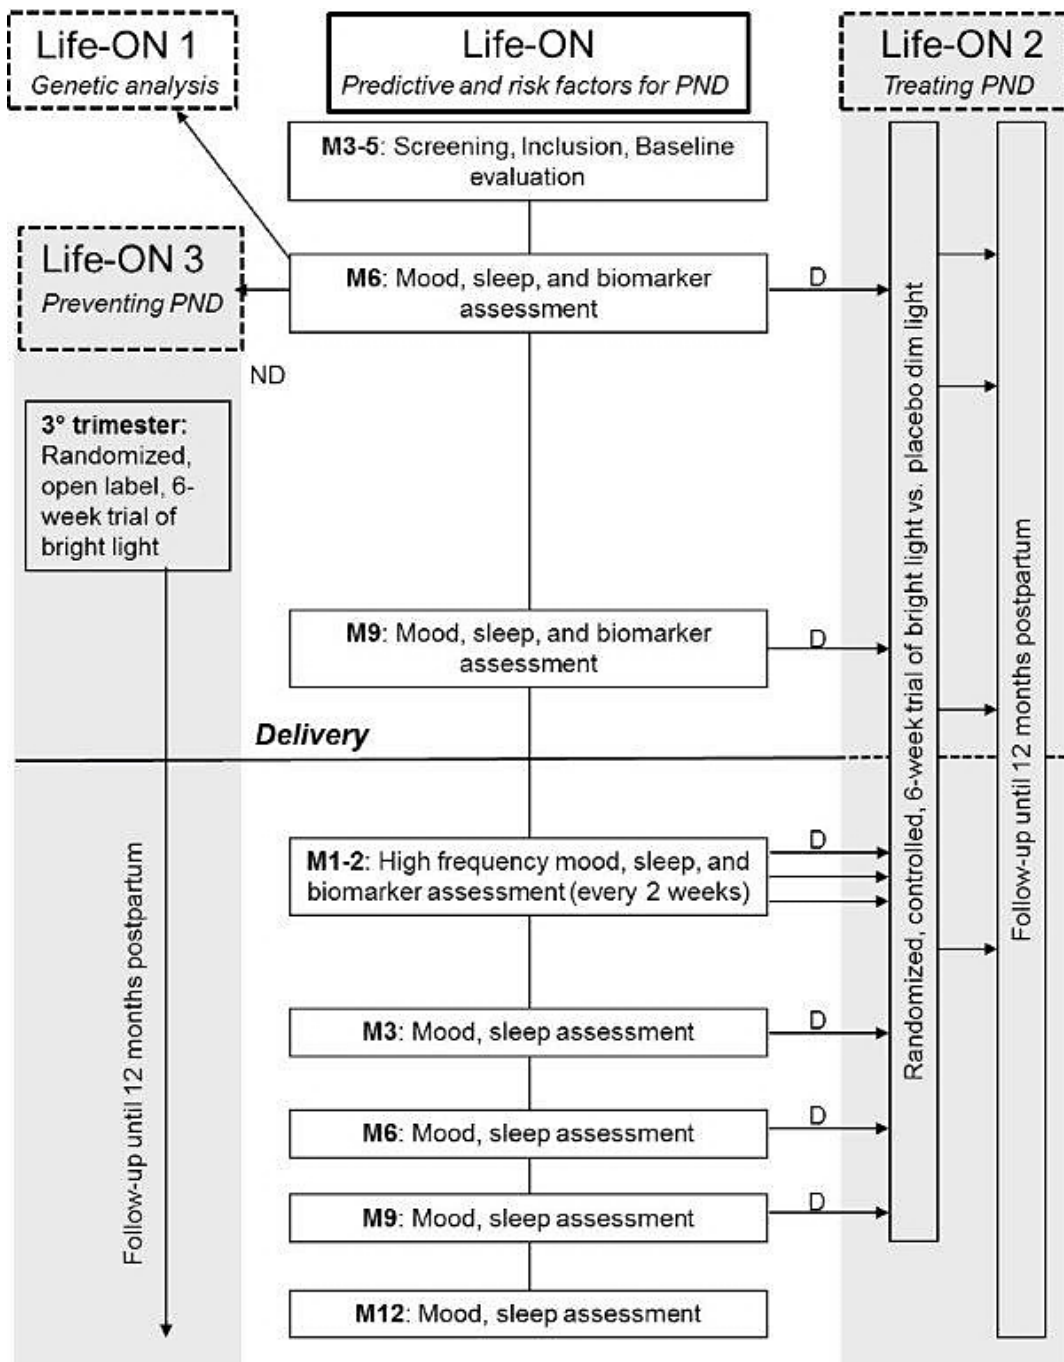 Life-ON 1
Genetic analysis
Life-ON
Predictive and risk factors for PND
Life-ON 2
Treating PND
M3-5: Screening, Inclusion, Baseline
evaluation
Life-ON 3
Preventing PND
M6: Mood, sleep, and biomarker
assessment
D
ND
3° trimester:
Randomized,
open label, 6-
week trial of
bright light
M9: Mood, sleep, and biomarker
assessment
D
Delivery
M1-2: High frequency mood, sleep, and
biomarker assessment (every 2 weeks)
D
M3: Mood, sleep assessment
D
M6: Mood, sleep assessment
D
M9: Mood, sleep assessment
D
M12: Mood, sleep assessment
Follow-up until 12 months postpartum
Randomized, controlled, 6-week trial of bright light vs. placebo dim light
Follow-up until 12 months postpartum